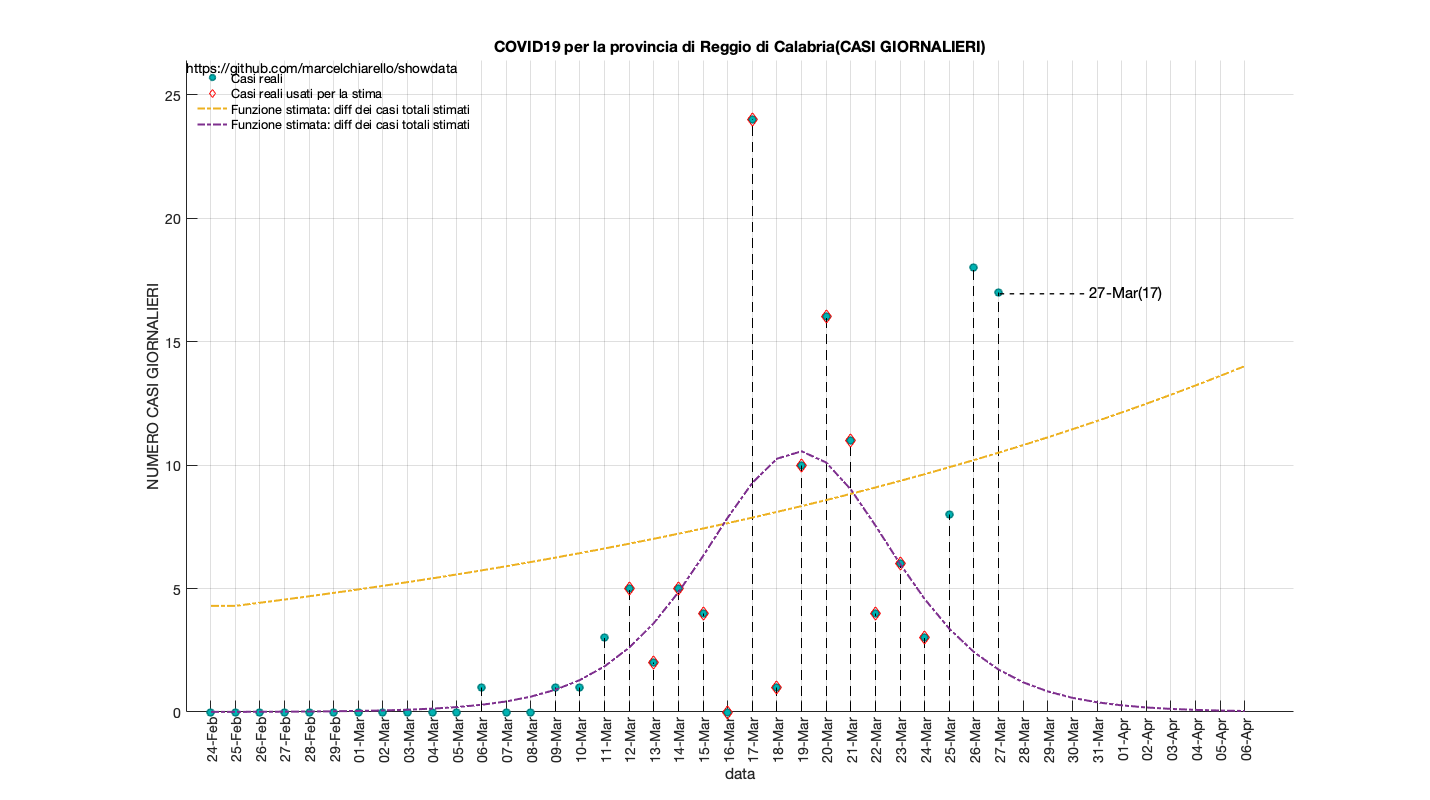 COVID19 per la provincia di Reggio di Calabria(CASI GIORNALIERI)
https://github.com/marcelchiarello/showdata
Casi reali
Casi reali usati per la stima
Funzione stimata: diff dei casi totali stimati
Funzione stimata: diff dei casi totali stimati
NUMERO CASI GIORNALIERI
25
20
15
10
5
0
27-Mar(17)
24-Feb
25-Feb
26-Feb
27-Feb
28-Feb
29-Feb
01-Mar
02-Mar
03-Mar
04-Mar
05-Mar
06-Mar
07-Mar
08-Mar
09-Mar
10-Mar
11-Mar
12-Mar
13-Mar
14-Mar
15-Mar
16-Mar
17-Mar
18-Mar
19-Mar
20-Mar
21-Mar
22-Mar
23-Mar
24-Mar
25-Mar
26-Mar
27-Mar
28-Mar
29-Mar
30-Mar
31-Mar
01-Apr
02-Apr
03-Apr
04-Apr
05-Apr
06-Apr
data